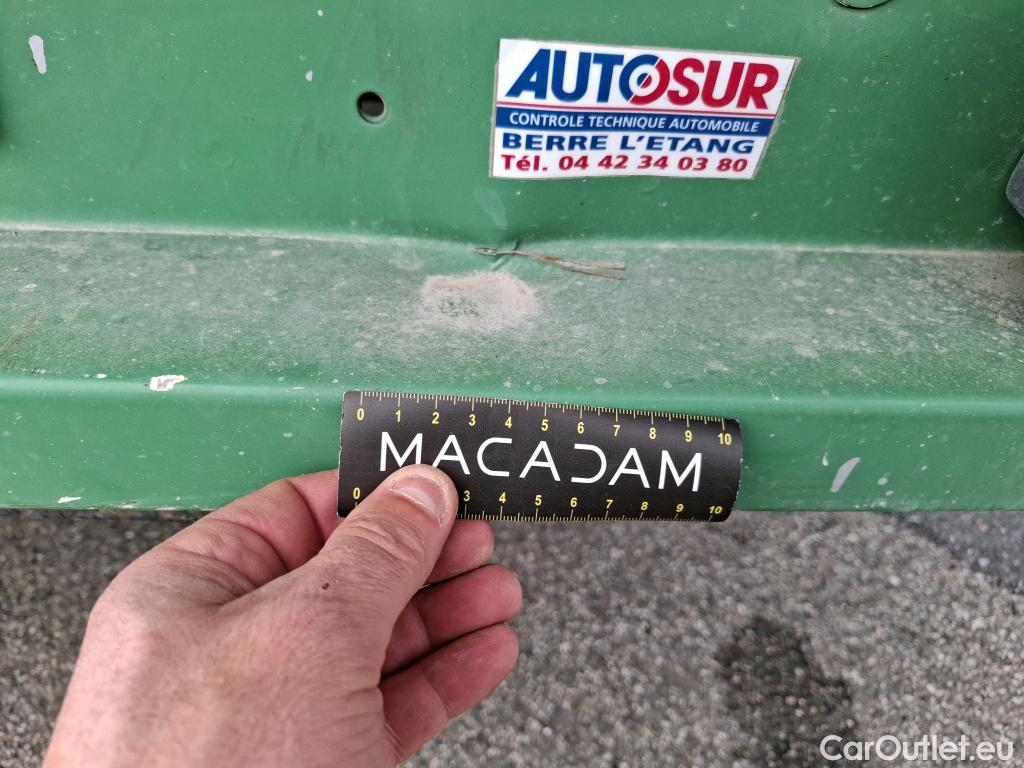 AUTOSUR
CONTROLE TECHNIQUE AUTOMOBILE
BERRE L'ETANG
Tél. 04 42 34 03 80
0 1 2 3 4 5 6 7 8 9 10
MACADAM
0 3 4 5 6 7 8 9 10
CarOutlet.eu